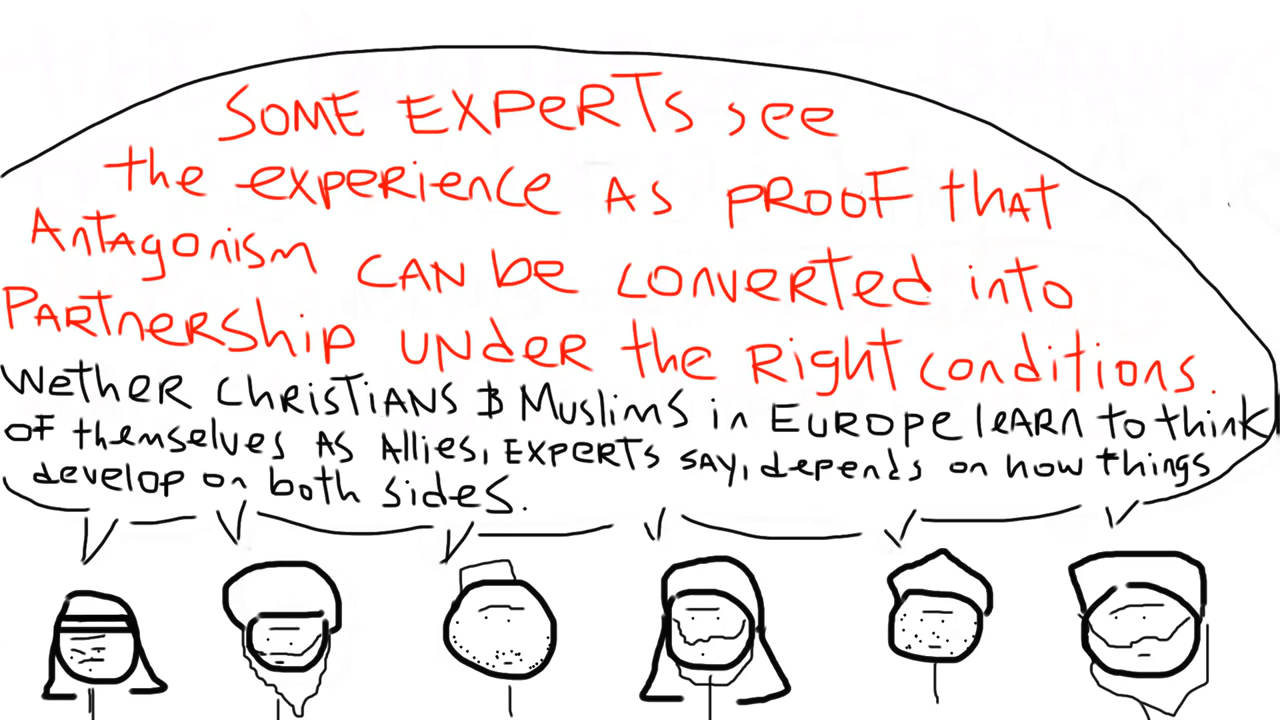 SOME EXPERTS see
the experience AS PROOF that
Antagonism CAN be converted into
Partnership under the Right conditions.
Wether Christians & Muslims in Europe learn to think
of themselves as Allies, experts say, depends on how things
develop on both sides.